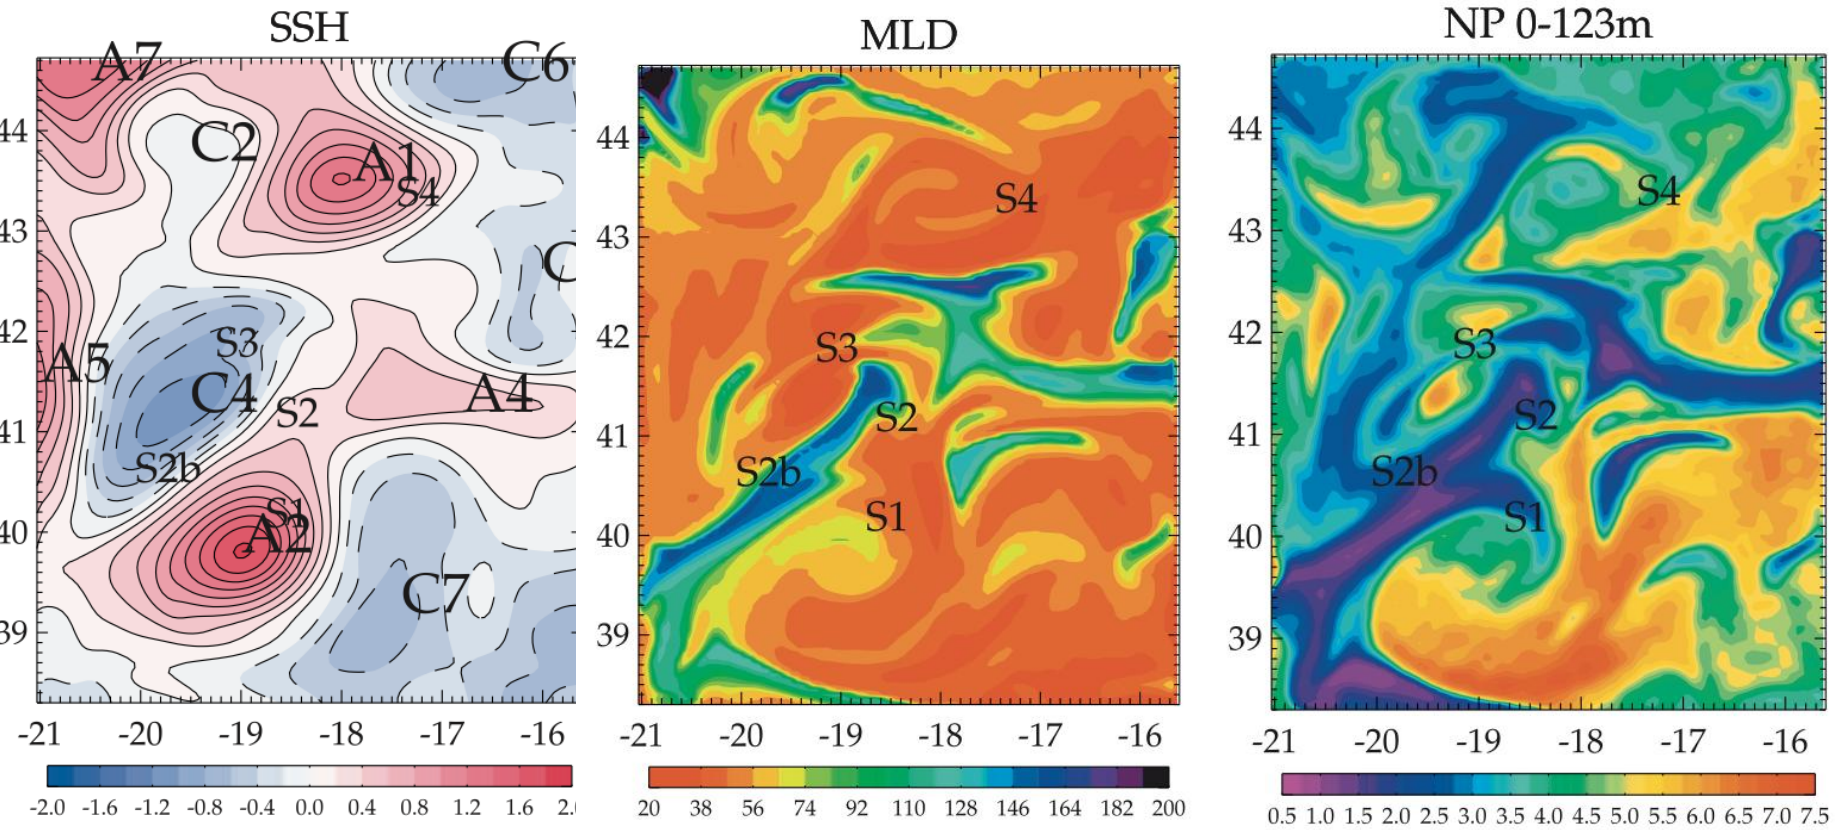 SSH
A7
C6
C2
A1
S4
C
S3
A5
C4
S2
A4
S2b
S1
A2
C7
44
43
42
41
40
39
-21 -20 -19 -18 -17 -16
-2.0 -1.6 -1.2 -0.8 -0.4 0.0 0.4 0.8 1.2 1.6 2.0
MLD
S4
S3
S2
S2b
S1
44
43
42
41
40
39
-21 -20 -19 -18 -17 -16
20 38 56 74 92 110 128 146 164 182 200
NP 0-123m
S4
S3
S2
S2b
S1
44
43
42
41
40
39
-21 -20 -19 -18 -17 -16
0.5 1.0 1.5 2.0 2.5 3.0 3.5 4.0 4.5 5.0 5.5 6.0 6.5 7.0 7.5